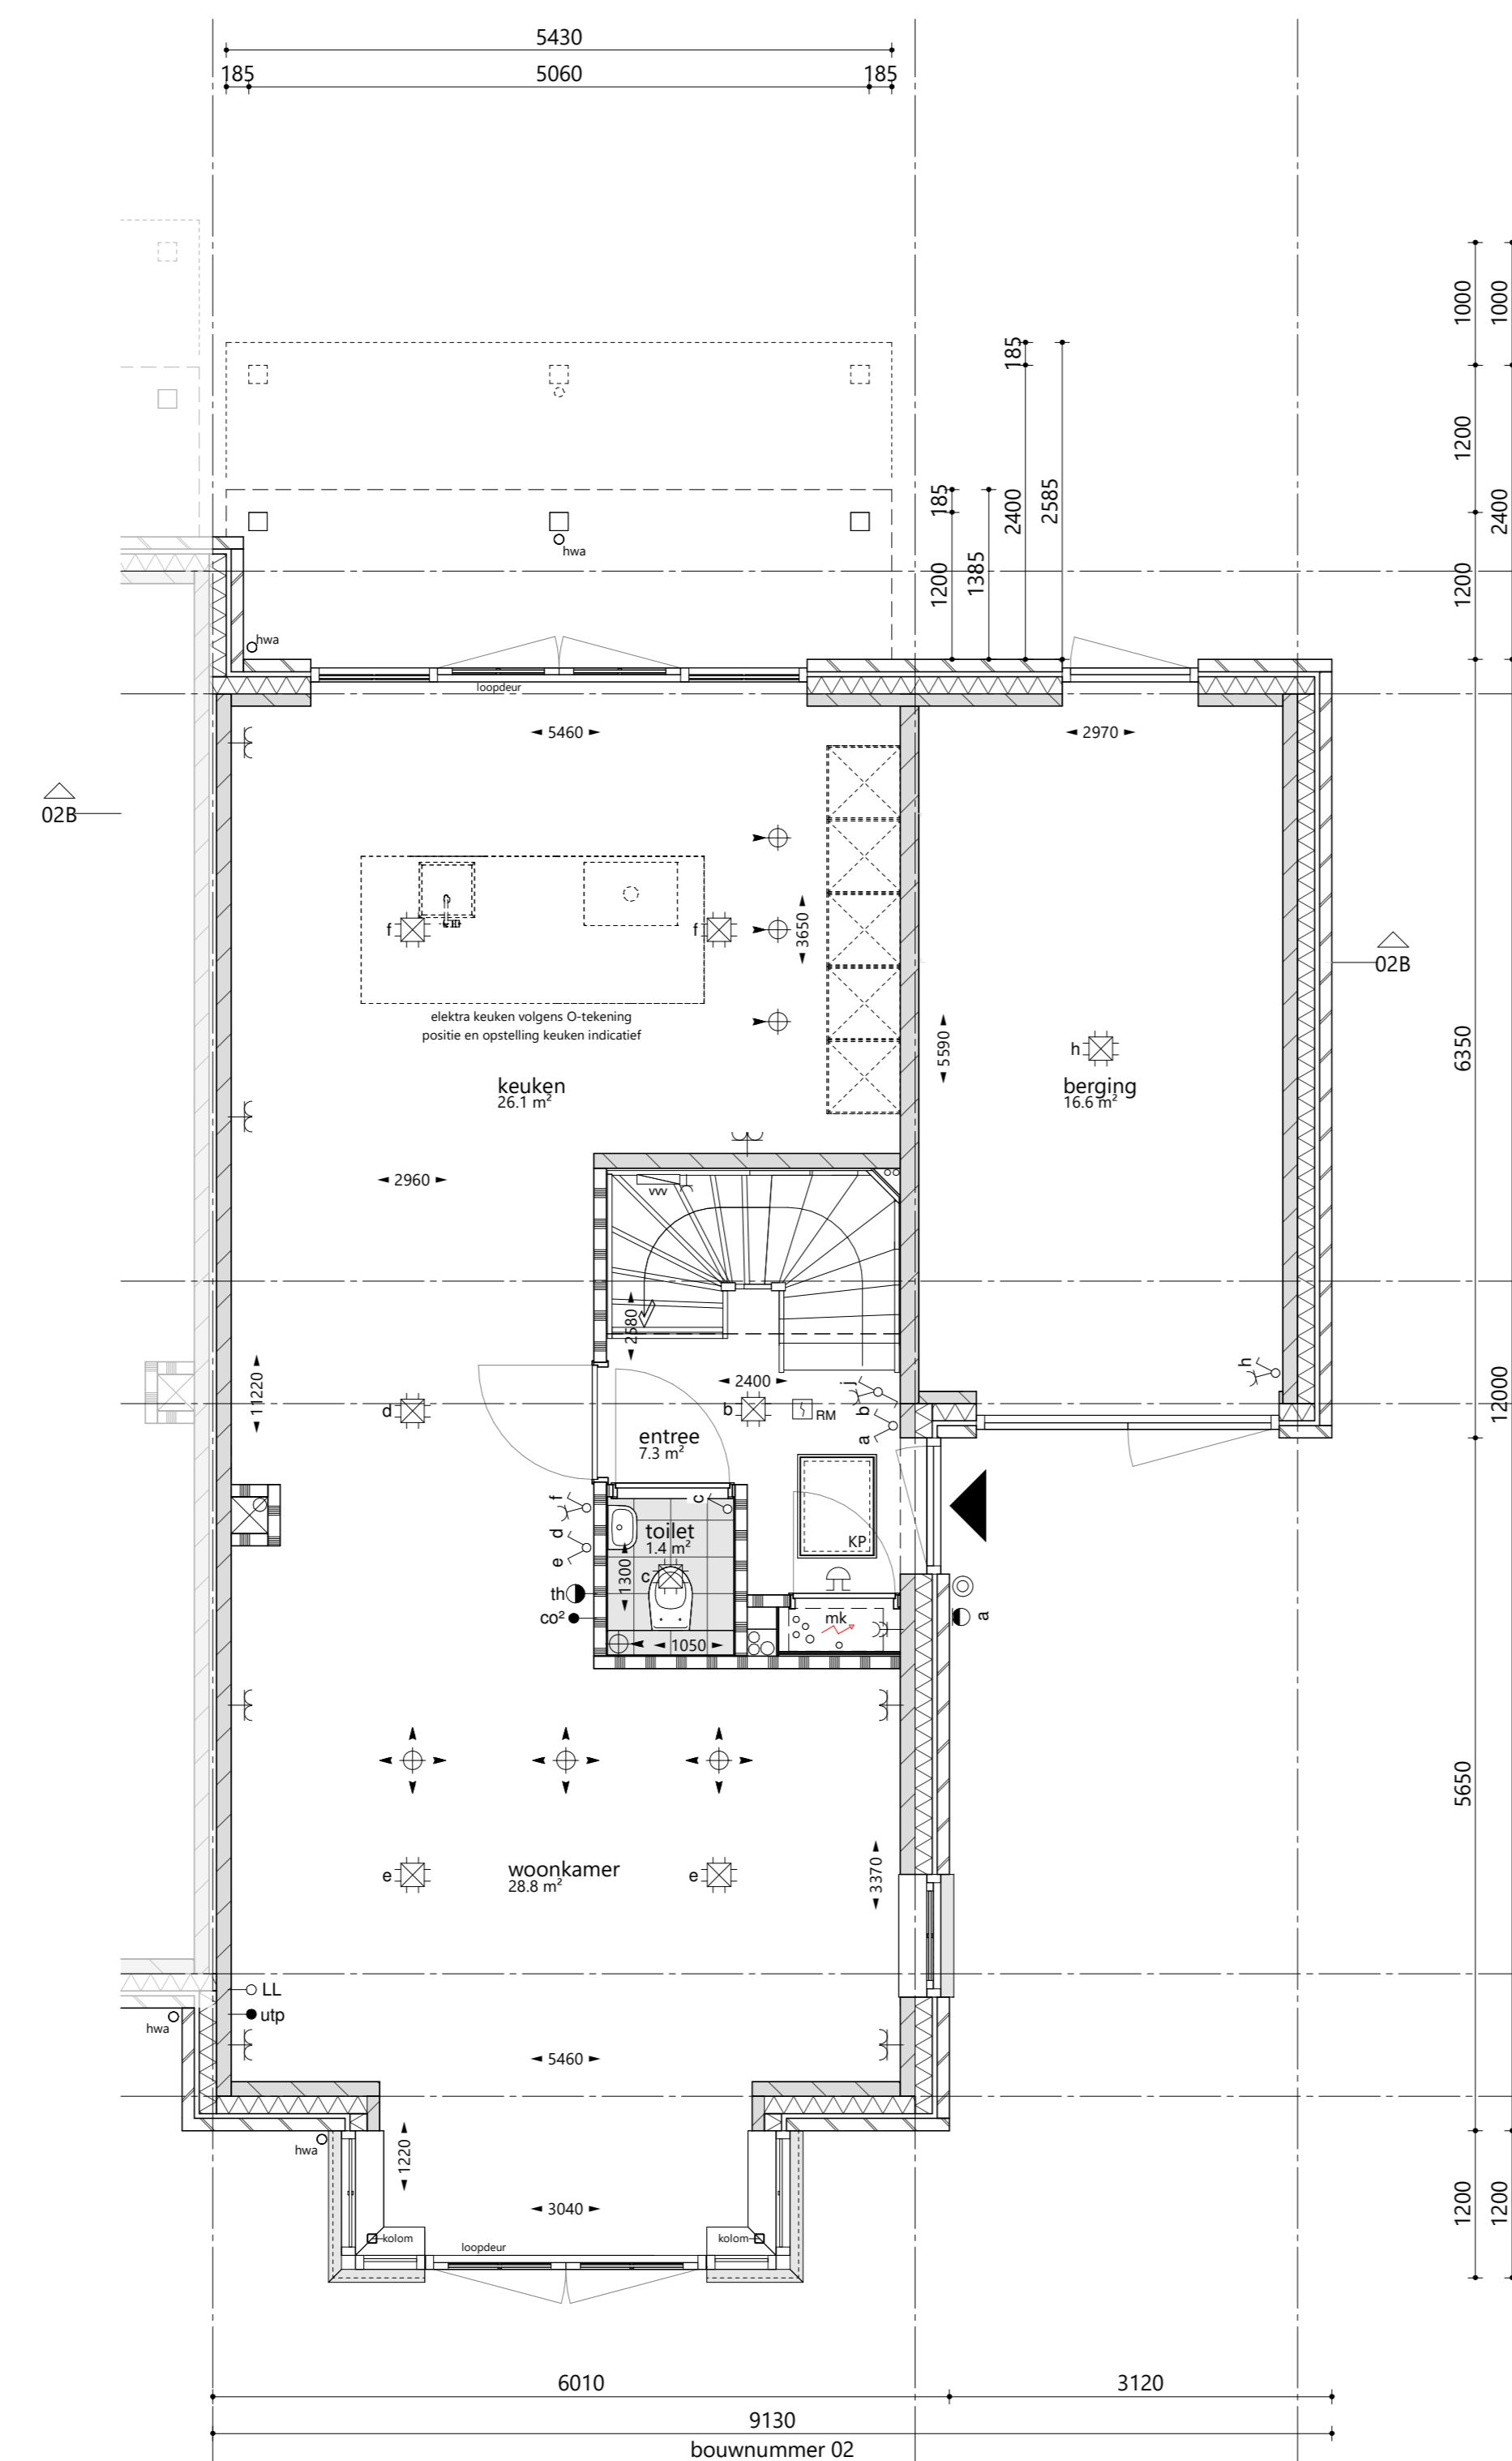 5430
185 5060 185
1000 1000
185
1200
185 2400 2585 2400
1200 1385 1200
hwa
hwa
loopdeur
5460 2970
02B
f f 3650
02B
elektra keuken volgens O-tekening
positie en opstelling keuken indicatief
5590
h
6350
keuken
26.1 m²
berging
16.6 m²
2960
vvv
2580
h
11220
2400
j
12000
d b RM b
a
entree
7.3 m²
f c
toilet
1.4 m²
KP
d
e
c 1300
th
co²
mk a
1050
5650
woonkamer
28.8 m²
e e 3370
LL
utp
hwa
5460
hwa
1220
3040
1200 1200
kolom kolom
loopdeur
6010 3120
9130
bouwnummer 02